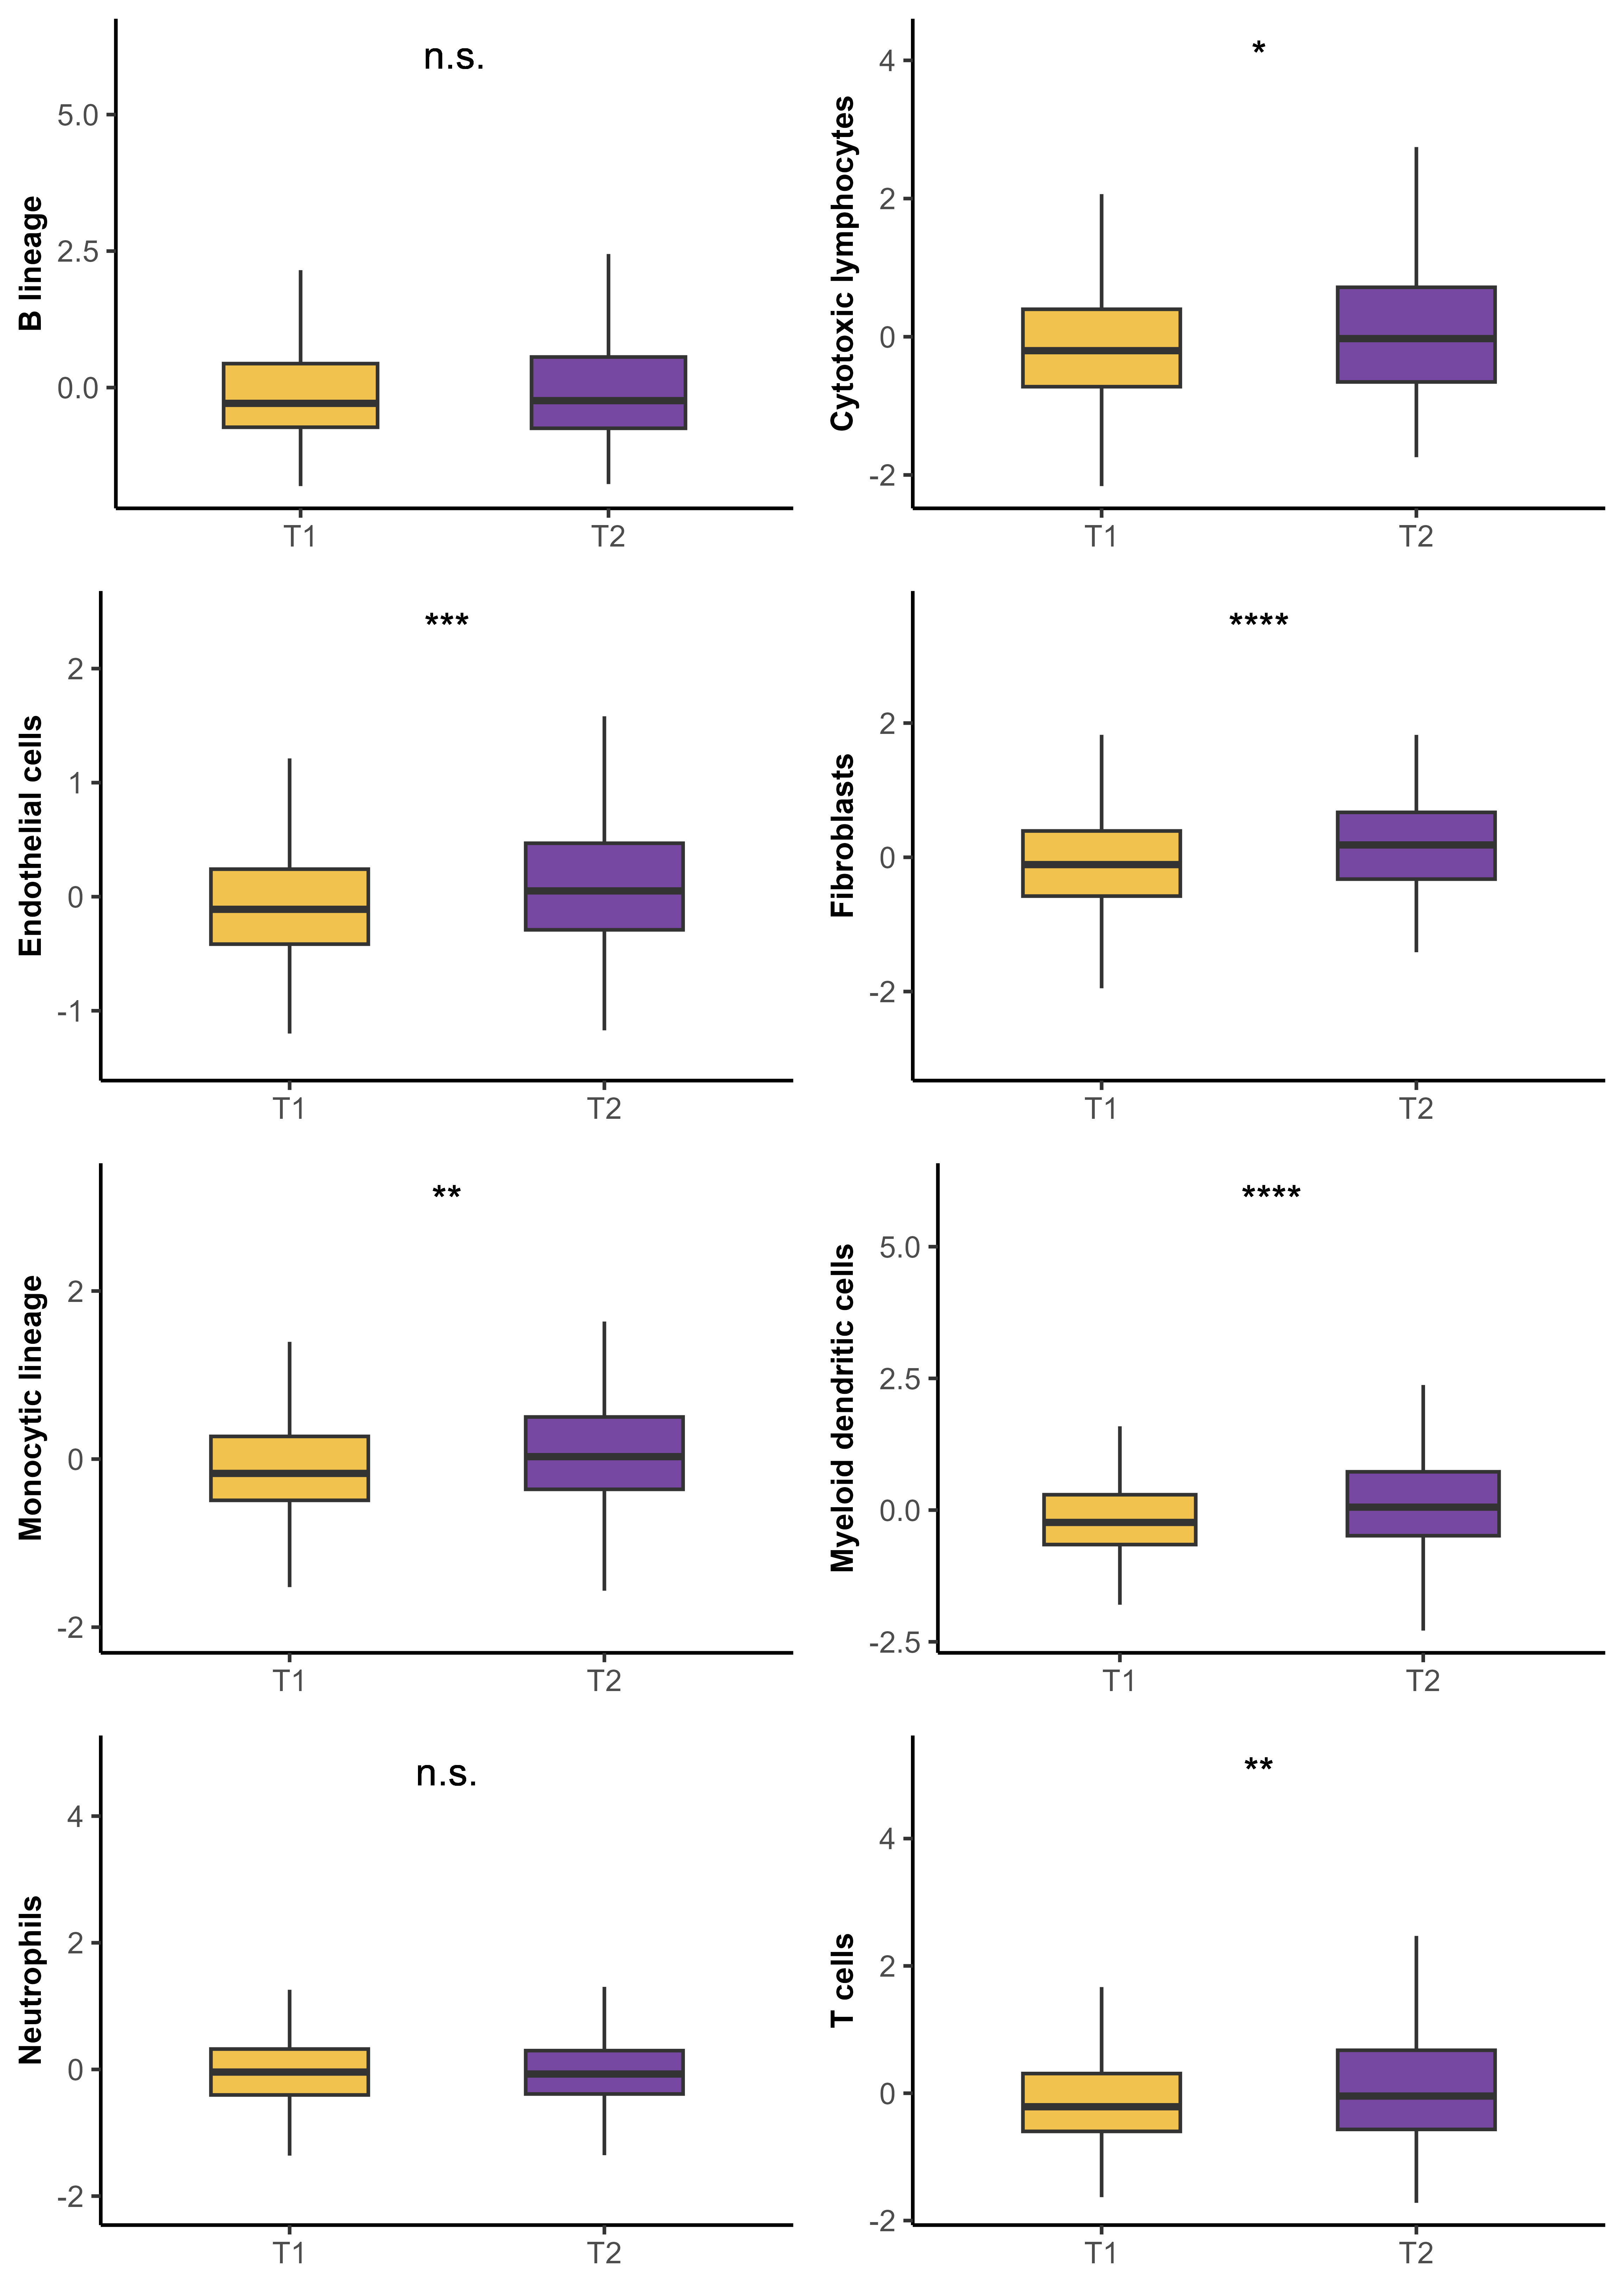 n.s.
B lineage
5.0
2.5
0.0
T1 T2
*
Cytotoxic lymphocytes
4
2
0
-2
T1 T2
***
Endothelial cells
2
1
0
-1
T1 T2
****
Fibroblasts
2
0
-2
T1 T2
**
Monocytic lineage
2
0
-2
T1 T2
****
Myeloid dendritic cells
5.0
2.5
0.0
-2.5
T1 T2
n.s.
Neutrophils
4
2
0
-2
T1 T2
**
T cells
4
2
0
-2
T1 T2